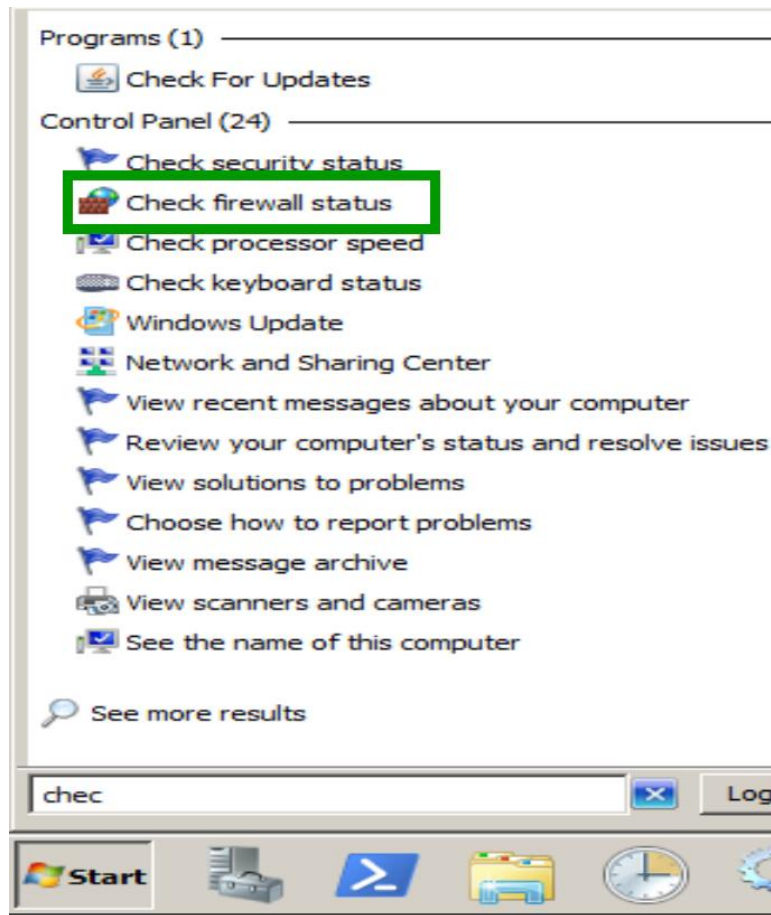 Programs (1)
Check For Updates
Control Panel (24)
Check security status
Check firewall status
Check processor speed
Check keyboard status
Windows Update
Network and Sharing Center
View recent messages about your computer
Review your computer's status and resolve issues
View solutions to problems
Choose how to report problems
View message archive
View scanners and cameras
See the name of this computer
See more results
chec
Log
Start